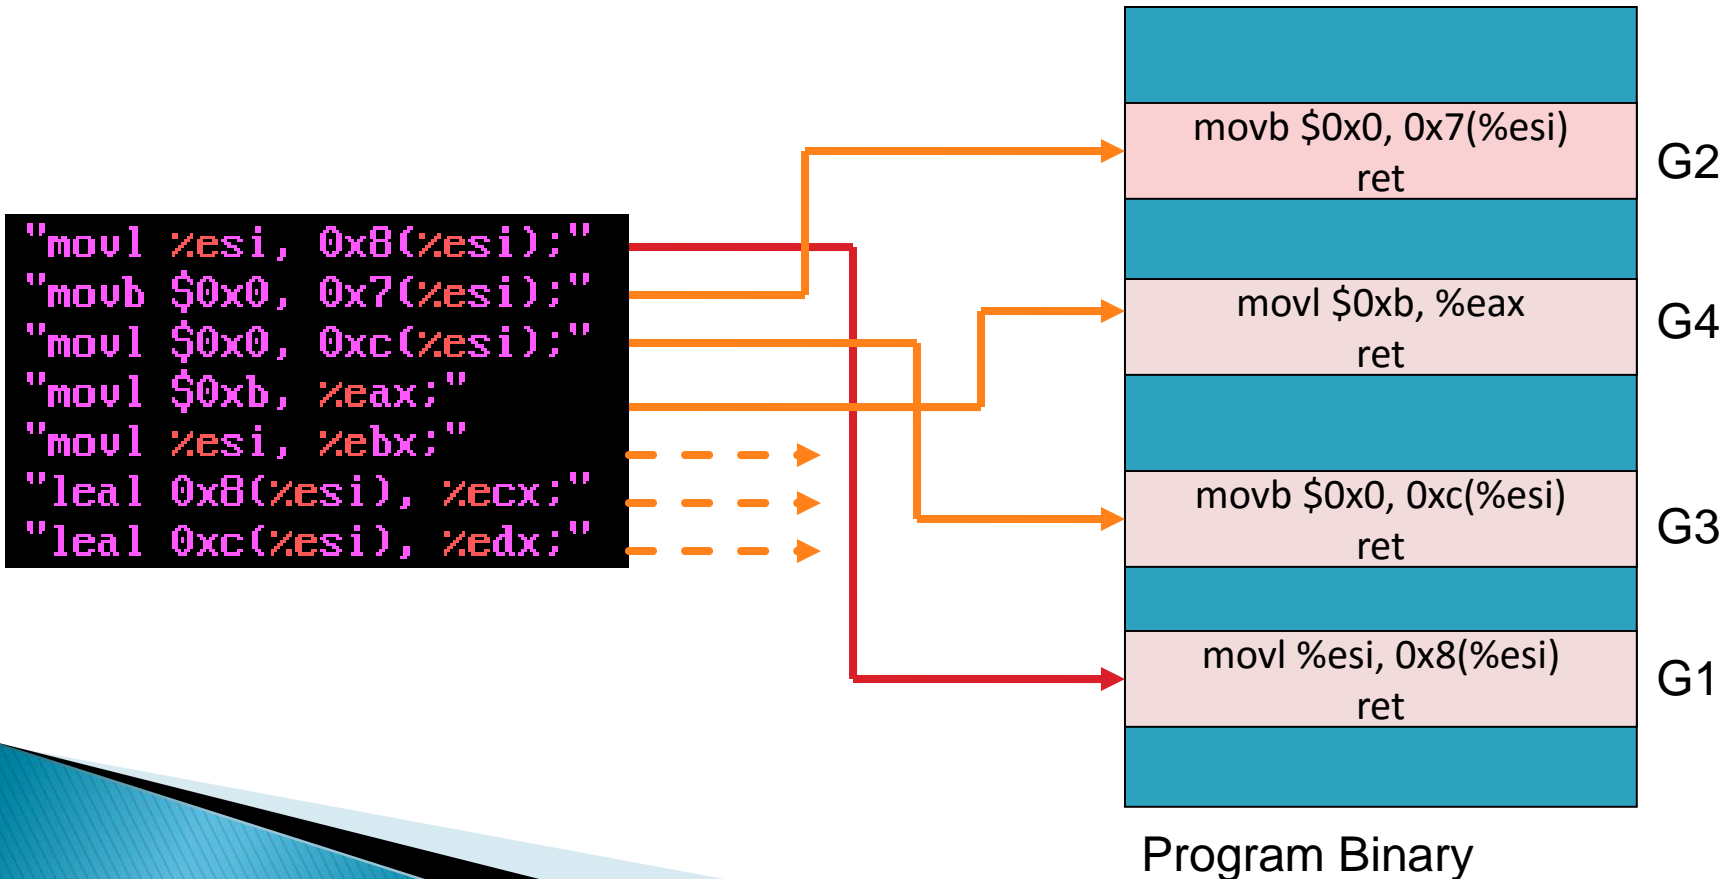 "movl %esi, 0x8(%esi);"
"movb $0x0, 0x7(%esi);"
"movl $0x0, 0xc(%esi);"
"movl $0xb, %eax;"
"movl %esi, %ebx;"
"leal 0x8(%esi), %ecx;"
"leal 0xc(%esi), %edx;"
movb $0x0, 0x7(%esi)
ret
G2
movl $0xb, %eax
ret
G4
movb $0x0, 0xc(%esi)
ret
G3
movl %esi, 0x8(%esi)
ret
G1
Program Binary